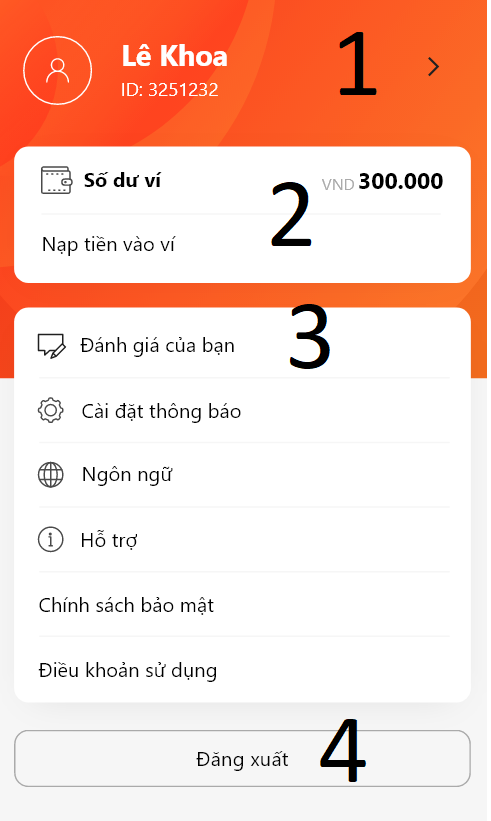 Lê Khoa
1
ID: 3251232
Số dư ví
VND 300.000
2
Nạp tiền vào ví
3
Đánh giá của bạn
Cài đặt thông báo
Ngôn ngữ
Hỗ trợ
Chính sách bảo mật
Điều khoản sử dụng
Đăng xuất
4